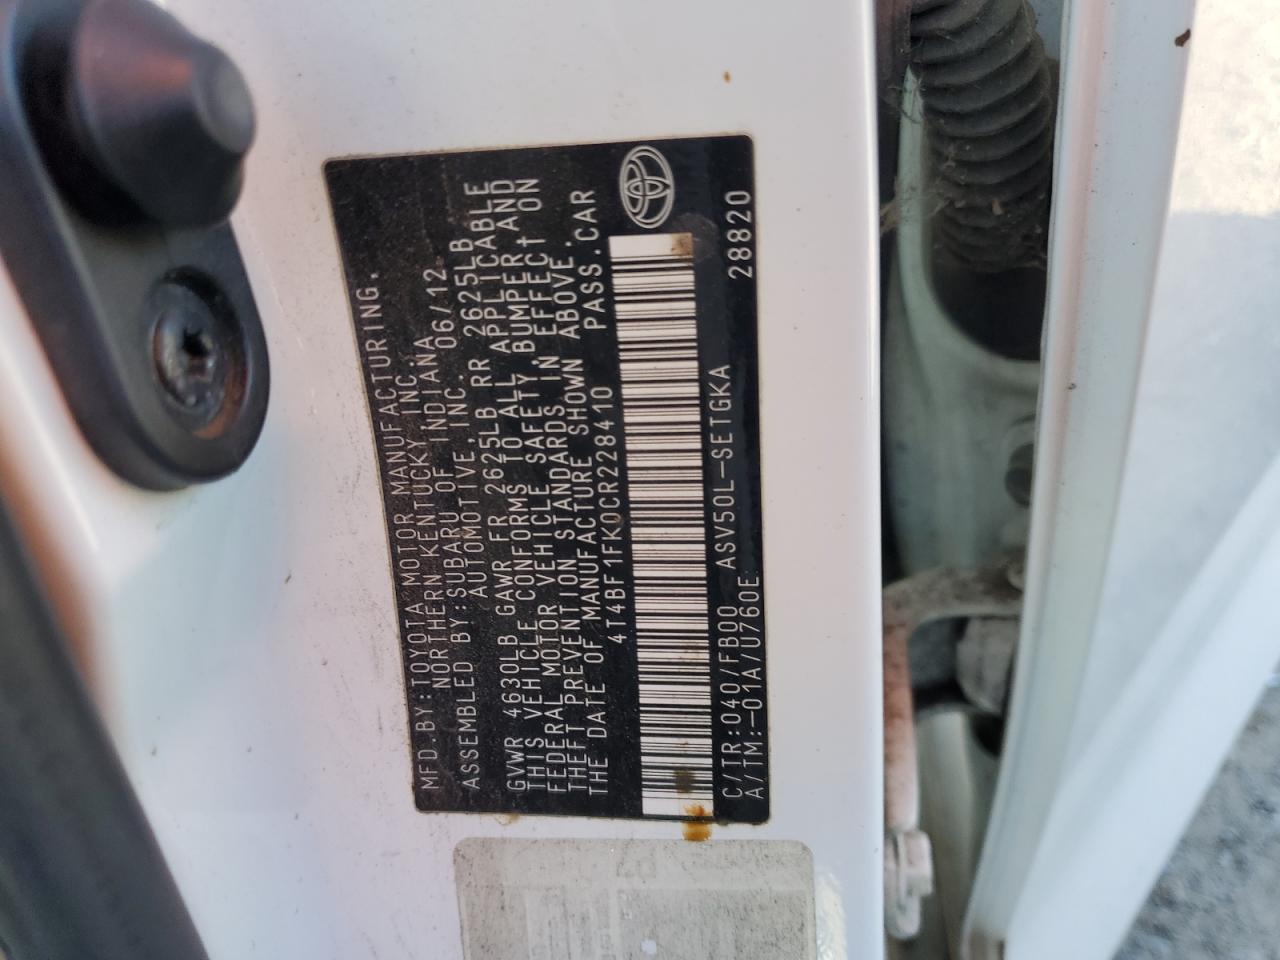 MFD.BY:TOYOTA MOTOR MANUFACTURING.
NORTHERN KENTUCKY, INC.
ASSEMBLED BY:SUBARU OF INDIANA
AUTOMOTIVE, INC. 06/12
GVWR 4630LB GAWR FR 2625LB RR 2625LB
THIS VEHICLE CONFORMS TO ALL APPLICABLE
FEDERAL MOTOR VEHICLE SAFETY, BUMPER, AND
THEFT PREVENTION STANDARDS IN EFFECT ON
THE DATE OF MANUFACTURE SHOWN ABOVE.
4T4BF1FK0CR228410 PASS.CAR
C/TR:040/FB00 ASV50L-SETGKA 28820
A/TM:-01A/U760E